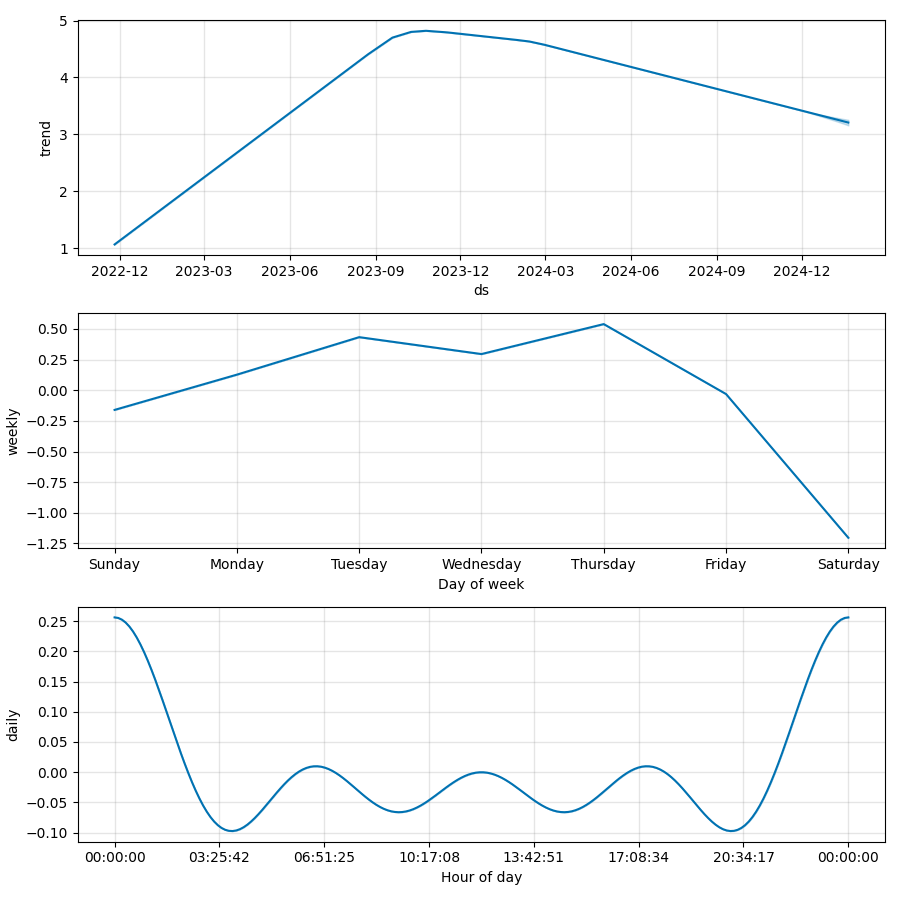 5
4
3
2
1
trend
2022-12 2023-03 2023-06 2023-09 2023-12 2024-03 2024-06 2024-09 2024-12
ds
0.50
0.25
0.00
−0.25
−0.50
−0.75
−1.00
−1.25
weekly
Sunday Monday Tuesday Wednesday Thursday Friday Saturday
Day of week
0.25
0.20
0.15
0.10
0.05
0.00
−0.05
−0.10
daily
00:00:00 03:25:42 06:51:25 10:17:08 13:42:51 17:08:34 20:34:17 00:00:00
Hour of day